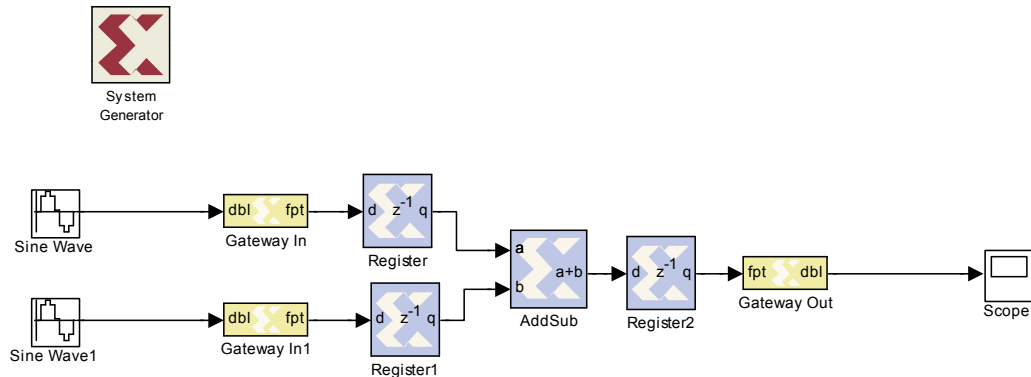 System
Generator
dbl fpt
d z-1 q
Sine Wave
Gateway In
Register
a
a+b
b
d z-1 q
fpt dbl
AddSub
Register2
Gateway Out
Scope
dbl fpt
d z-1 q
Sine Wave1
Gateway In1
Register1